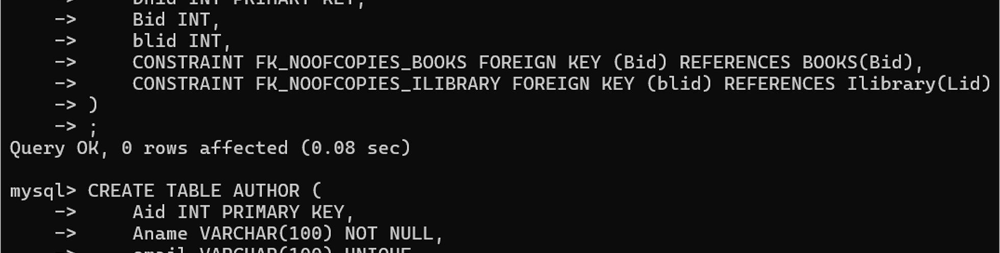 -> Bhid INT PRIMARY KEY,
-> Bid INT,
-> blid INT,
-> CONSTRAINT FK_NOOFCOPIES_BOOKS FOREIGN KEY (Bid) REFERENCES BOOKS(Bid),
-> CONSTRAINT FK_NOOFCOPIES_ILIBRARY FOREIGN KEY (blid) REFERENCES Ilibrary(Lid)
-> )
-> ;
Query OK, 0 rows affected (0.08 sec)
mysql> CREATE TABLE AUTHOR (
-> Aid INT PRIMARY KEY,
-> Aname VARCHAR(100) NOT NULL,
-> email VARCHAR(100) UNIQUE